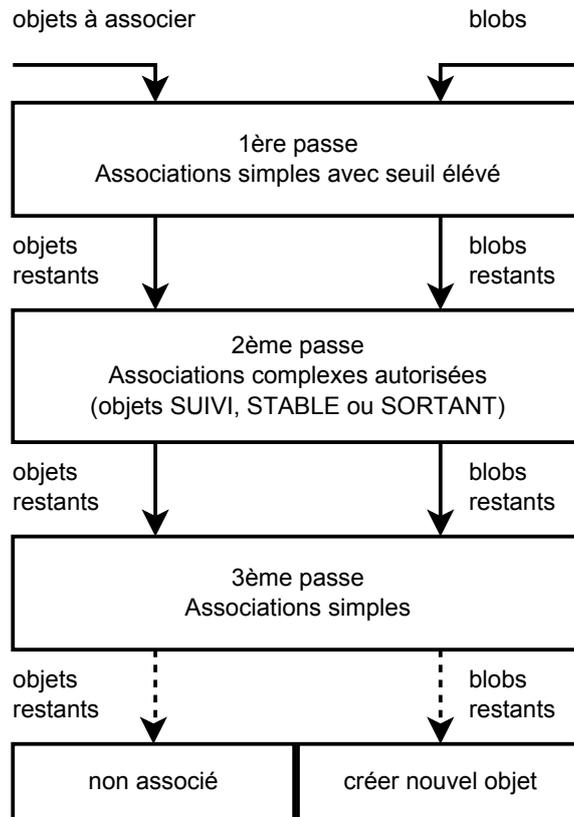 objets à associer
blobs
1ère passe
Associations simples avec seuil élévé
objets
restants
blobs
restants
2ème passe
Associations complexes autorisées
(objets SUIVI, STABLE ou SORTANT)
objets
restants
blobs
restants
3ème passe
Associations simples
objets
restants
blobs
restants
non associé
créer nouvel objet